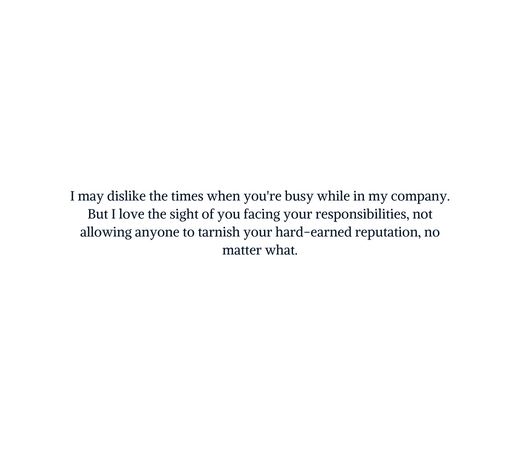 I may dislike the times when you're busy while in my company.
But I love the sight of you facing your responsibilities, not
allowing anyone to tarnish your hard-earned reputation, no
matter what.